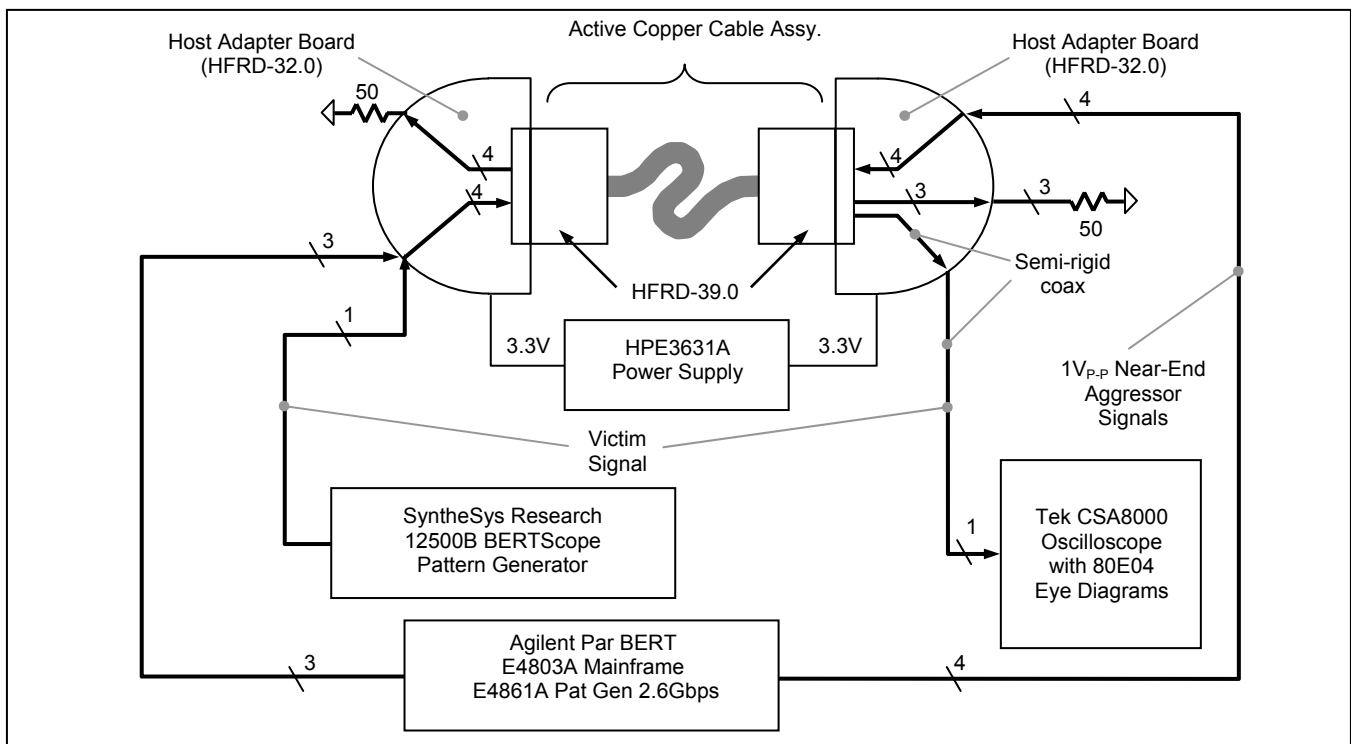 Active Copper Cable Assy.
Host Adapter Board
(HFRD-32.0)
Host Adapter Board
(HFRD-32.0)
50
4
4
4
4
3
3
50
3
HFRD-39.0
Semi-rigid
coax
1
3.3V
HPE3631A
Power Supply
3.3V
1VP-P Near-End
Aggressor
Signals
Victim
Signal
SyntheSys Research
12500B BERTScope
Pattern Generator
1
Tek CSA8000
Oscilloscope
with 80E04
Eye Diagrams
3
Agilent Par BERT
E4803A Mainframe
E4861A Pat Gen 2.6Gbps
4